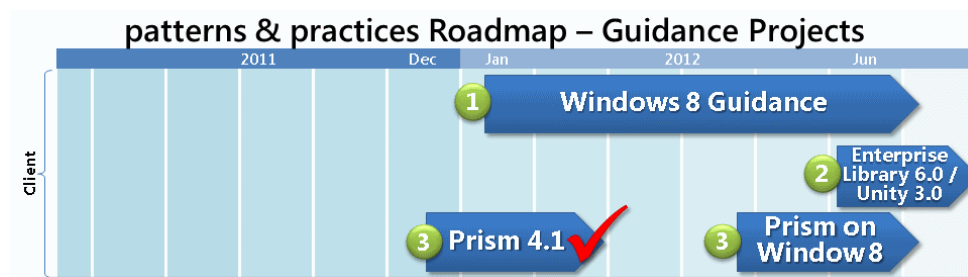 patterns & practices Roadmap – Guidance Projects
2011 Dec Jan 2012 Jun
1 Windows 8 Guidance
Client
2 Enterprise
Library 6.0 /
Unity 3.0
3 Prism 4.1
3 Prism on
Window 8